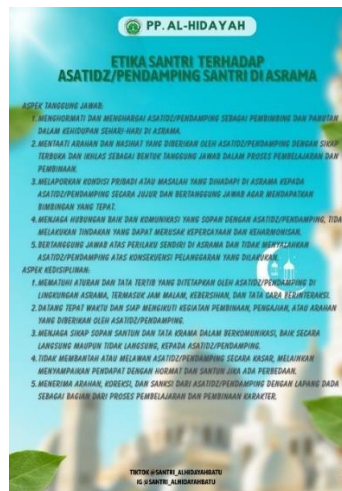 PP. AL-HIDAYAH
ETIKA SANTRI TERHADAP
ASATIDZ/PENDAMPING SANTRI DI ASRAMA
ASPEK TANGGUNG JAWAB:
1. MENGHORMATI DAN MENGHARGAI ASATIDZ/PENDAMPING SEBAGAI PEMBIMBING DAN PANUTAN
DALAM KEHIDUPAN SEHARI-HARI DI ASRAMA.
2. MENTAATI ARAHAN DAN NASIHAT YANG DIBERIKAN OLEH ASATIDZ/PENDAMPING DENGAN SIKAP
TERBUKA DAN IKHLAS SEBAGAI BENTUK TANGGUNG JAWAB DALAM PROSES PEMBELAJARAN DAN
PEMBINAAN.
3. MELAPORKAN KONDISI PRIBADI ATAU MASALAH YANG DIHADAPI DI ASRAMA KEPADA
ASATIDZ/PENDAMPING SECARA JUJUR DAN BERTANGGUNG JAWAB AGAR MENDAPATKAN
BIMBINGAN YANG TEPAT.
4. MENJAGA HUBUNGAN BAIK DAN KOMUNIKASI YANG SOPAN DENGAN ASATIDZ/PENDAMPING, TIDA
MELAKUKAN TINDAKAN YANG DAPAT MERUSAK KEPERCAYAAN DAN KEHARMONISAN.
5. BERTANGGUNG JAWAB ATAS PERILAKU SENDIRI DI ASRAMA DAN TIDAK MENYALAHKAN
ASATIDZ/PENDAMPING ATAS KONSEKUENSI PELANGGARAN YANG DILAKUKAN.
ASPEK KEDISIPLINAN:
1. MEMATUHI ATURAN DAN TATA TERTIB YANG DITETAPKAN OLEH ASATIDZ/PENDAMPING DI
LINGKUNGAN ASRAMA, TERMASUK JAM MALAM, KEBERSIHAN, DAN TATA CARA BERINTERAKSI.
2. DATANG TEPAT WAKTU DAN SIAP MENGIKUTI KEGIATAN PEMBINAAN, PENGAJIAN, ATAU ARAHAN
YANG DIBERIKAN OLEH ASATIDZ/PENDAMPING.
3. MENJAGA SIKAP SOPAN SANTUN DAN TATA KRAMA DALAM BERKOMUNIKASI, BAIK SECARA
LANGSUNG MAUPUN TIDAK LANGSUNG, KEPADA ASATIDZ/PENDAMPING.
4. TIDAK MEMBANTAH ATAU MELAWAN ASATIDZ/PENDAMPING SECARA KASAR, MELAINKAN
MENYAMPAIKAN PENDAPAT DENGAN HORMAT DAN SANTUN JIKA ADA PERBEDAAN.
5. MENERIMA ARAHAN, KOREKSI, DAN SANKSI DARI ASATIDZ/PENDAMPING DENGAN LAPANG DADA
SEBAGAI BAGIAN DARI PROSES PEMBELAJARAN DAN PEMBINAAN KARAKTER.
TIKTOK @SANTRI_ALHIDAYAHBATU
IG @SANTRI_ALHIDAYAHBATU